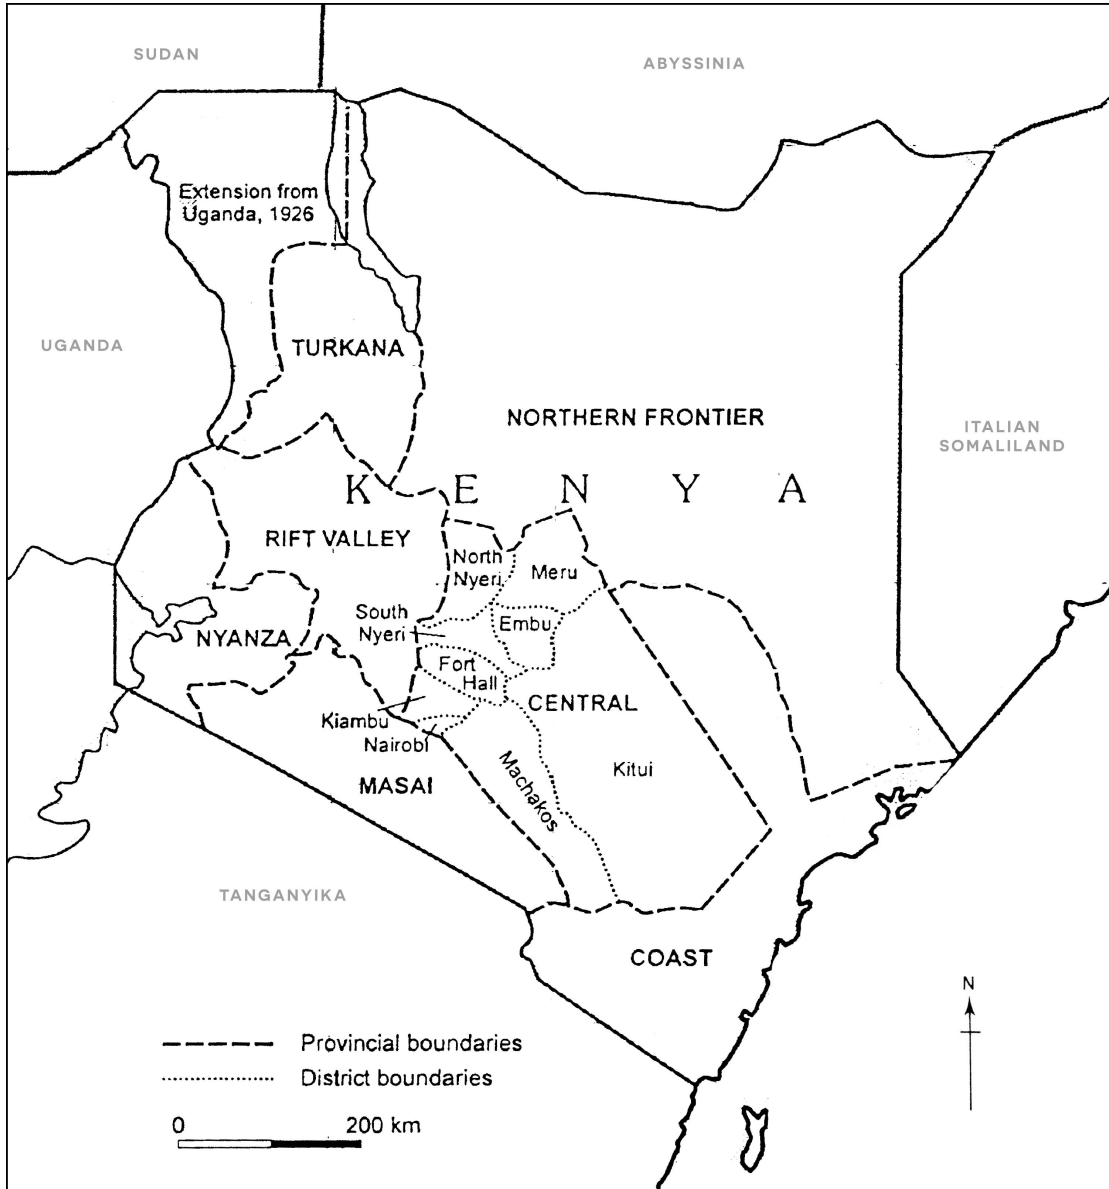 SUDAN
ABYSSINIA
Extension from
Uganda, 1926
UGANDA
TURKANA
NORTHERN FRONTIER
ITALIAN
SOMALILAND
K E N Y A
RIFT VALLEY
North
Nyeri
Meru
South
Nyeri
Embu
NYANZA
Fort
Hall
CENTRAL
Kiambu
Nairobi
Machakos
Kitui
MASAI
TANGANYIKA
COAST
N
Provincial boundaries
District boundaries
0 200 km